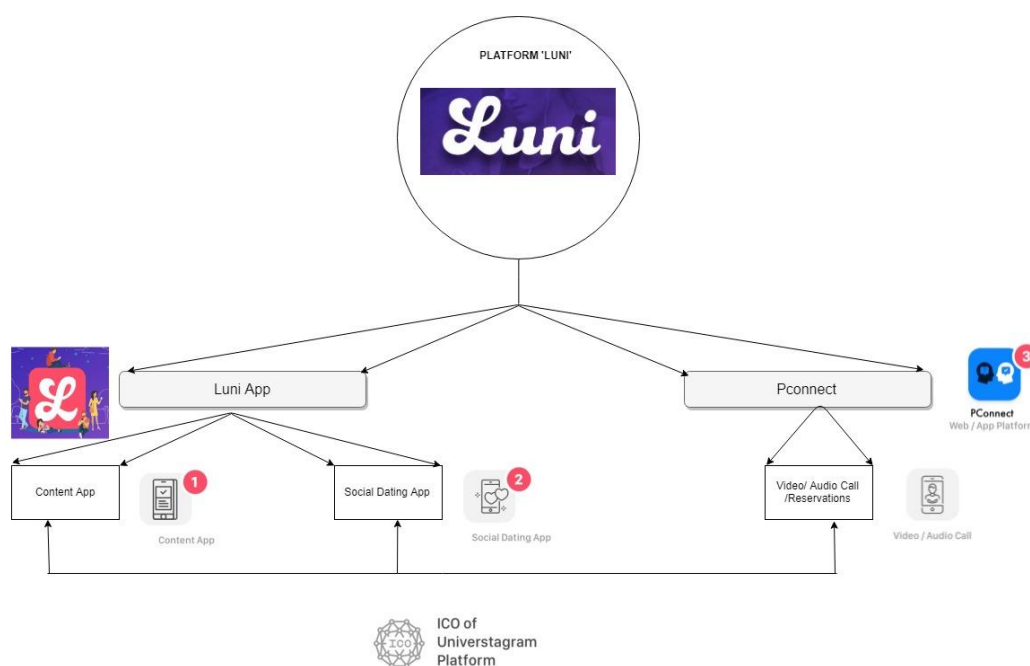 PLATFORM 'LUNI'
Luni
L
Luni App
Pconnect
3
PConnect
Web / App Platform
Content App
1
Content App
Social Dating App
2
Social Dating App
Video/ Audio Call
/Reservations
Video / Audio Call
ICO
ICO of
Universtagram
Platform